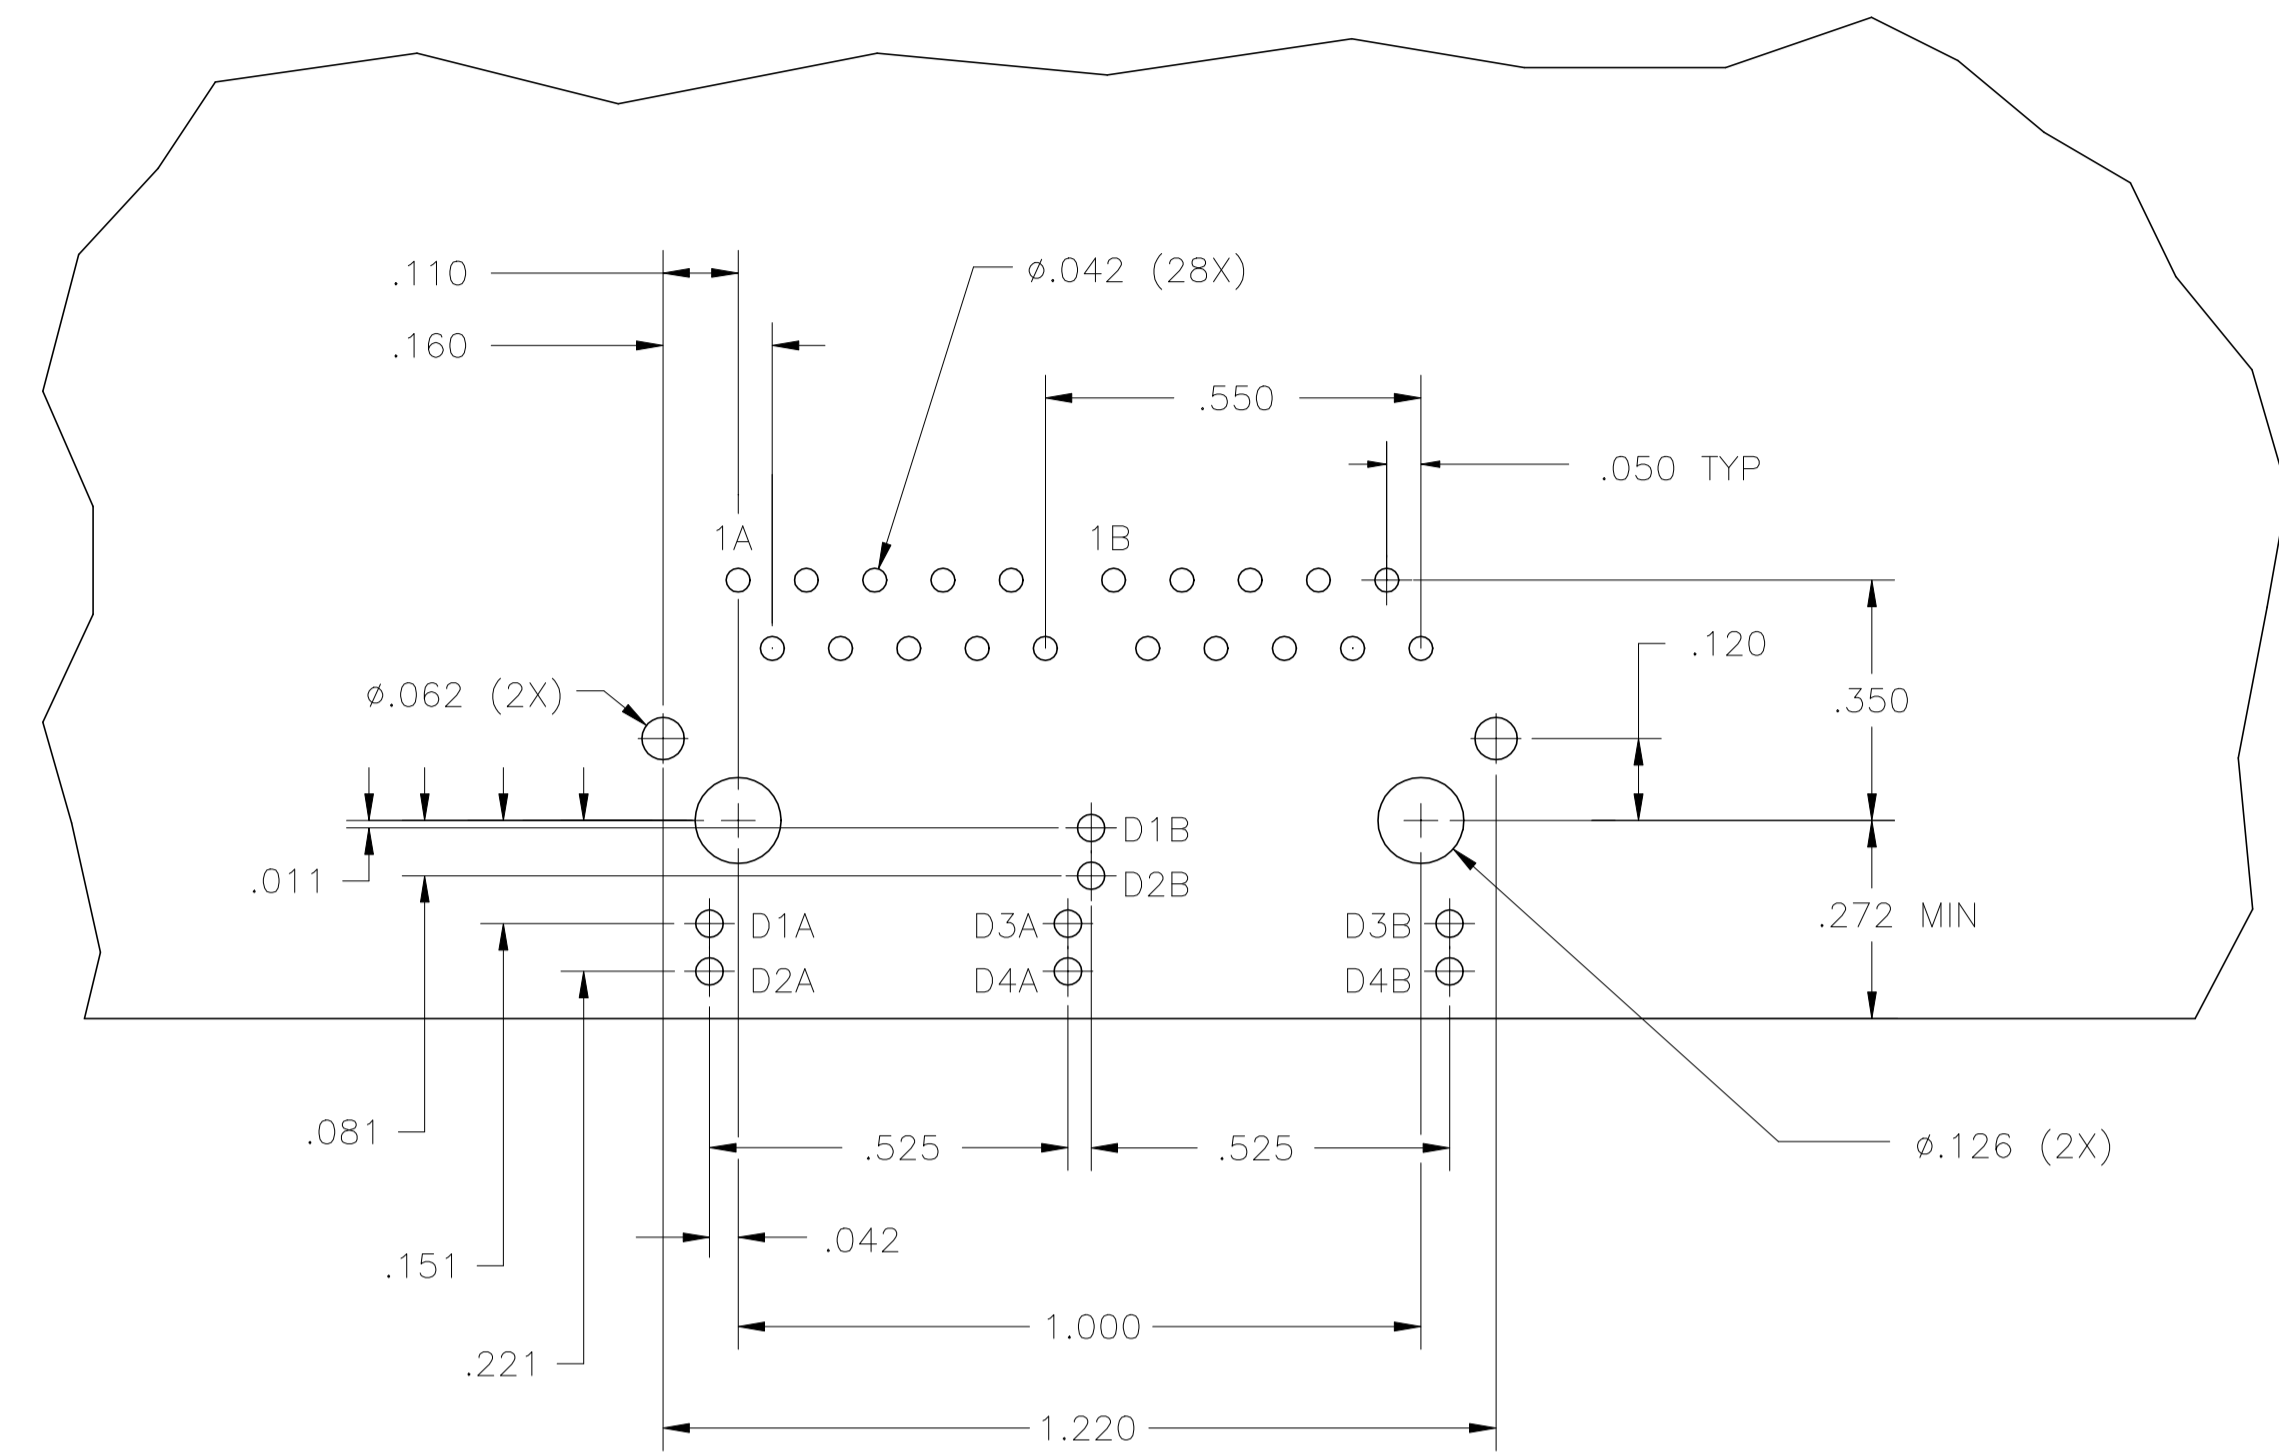 .110
ø.042 (28X)
.160
.550
.050 TYP
1A
1B
.120
ø.062 (2X)
.350
D1B
.011
D2B
.272 MIN
D1A
D3A
D3B
D2A
D4A
D4B
.081
.525
.525
ø.126 (2X)
.042
.151
1.000
.221
1.220